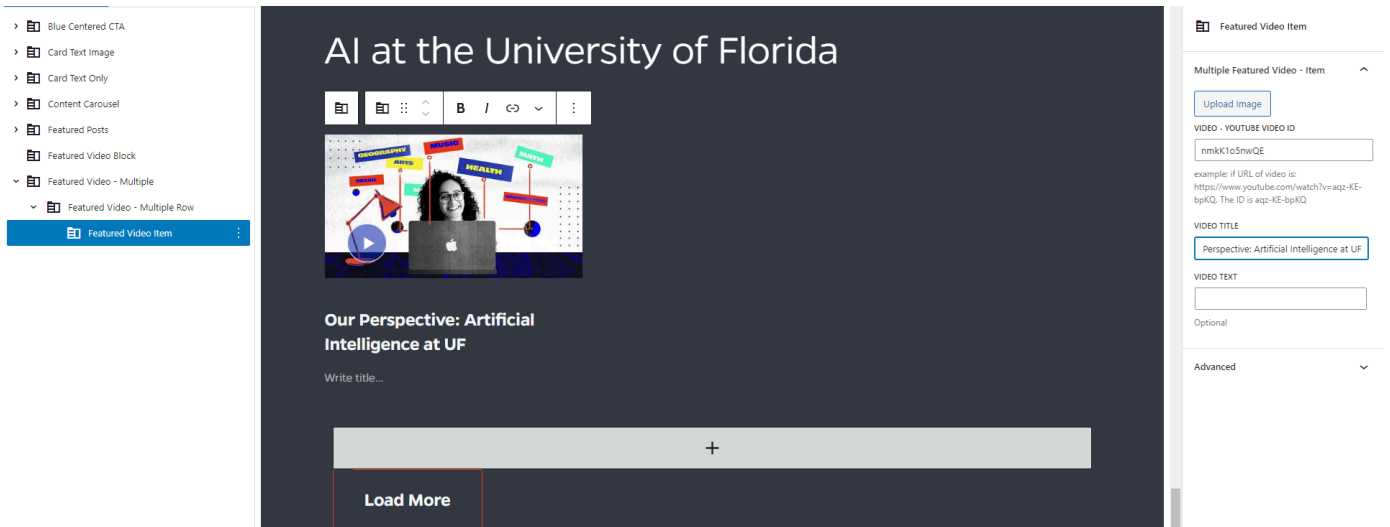 Blue Centered CTA
Card Text Image
Card Text Only
Content Carousel
Featured Posts
Featured Video Block
Featured Video - Multiple
Featured Video - Multiple Row
Featured Video Item
AI at the University of Florida
B I
GEOGRAPHY
MUSIC
MATH
ARTS
HEALTH
RETAIL
Our Perspective: Artificial
Intelligence at UF
Write title...
+
Load More
Featured Video Item
Multiple Featured Video - Item
Upload Image
VIDEO - YOUTUBE VIDEO ID
nmkK1o5nwQE
example: if URL of video is:
https://www.youtube.com/watch?v=aqz-KE-
bpKQ, The ID is aqz-KE-bpKQ
VIDEO TITLE
Perspective: Artificial Intelligence at UF
VIDEO TEXT
Optional
Advanced